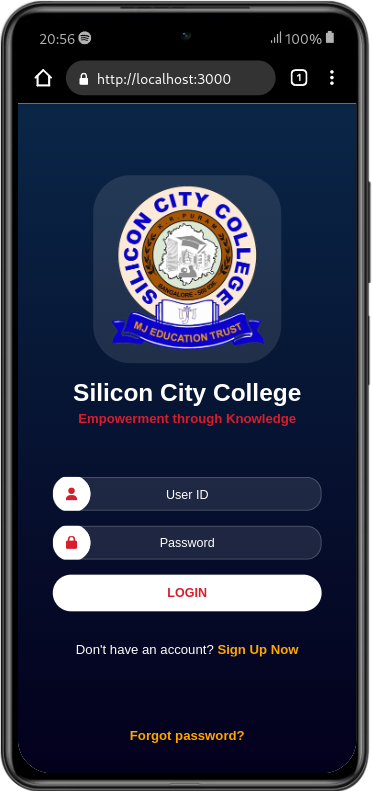 20:56
100%
http://localhost:3000
1
SILICON CITY COLLEGE
K. R. PURAM
BANGALORE - 560 036
MJ EDUCATION TRUST
Silicon City College
Empowerment through Knowledge
User ID
Password
LOGIN
Don't have an account? Sign Up Now
Forgot password?